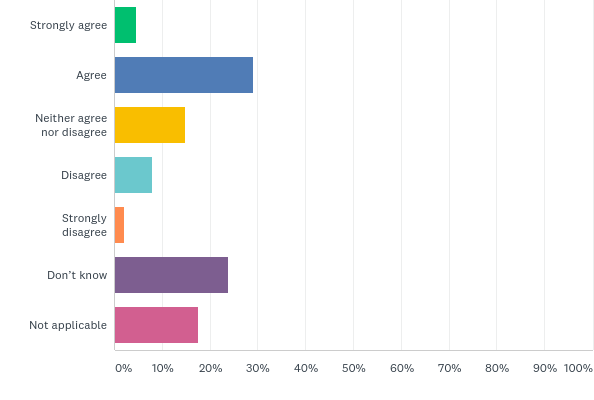 Strongly agree
Agree
Neither agree
nor disagree
Disagree
Strongly
disagree
Don't know
Not applicable
0% 10% 20% 30% 40% 50% 60% 70% 80% 90% 100%